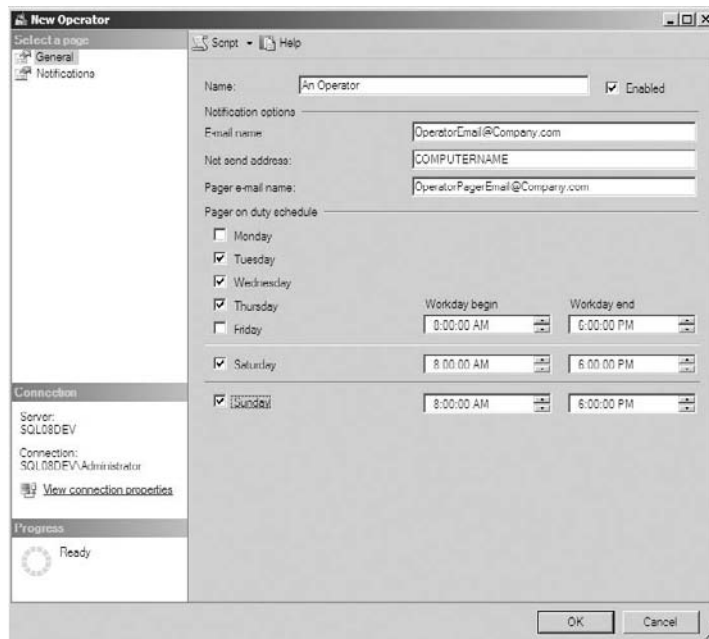 New Operator
Select a page
General
Notifications
Script Help
Name: An Operator Enabled
Notification options
E-mail name: OperatorEmail@Company.com
Net send address: COMPUTERNAME
Pager e-mail name: OperatorPagerEmail@Company.com
Pager on duty schedule
Monday
Tuesday
Wednesday
Thursday Workday begin Workday end
Friday 8:00:00 AM 6:00:00 PM
Saturday 8:00:00 AM 6:00:00 PM
Sunday 8:00:00 AM 6:00:00 PM
Connection
Server:
SQL08DEV
Connection:
SQL08DEV\Administrator
View connection properties
Progress
Ready
OK Cancel